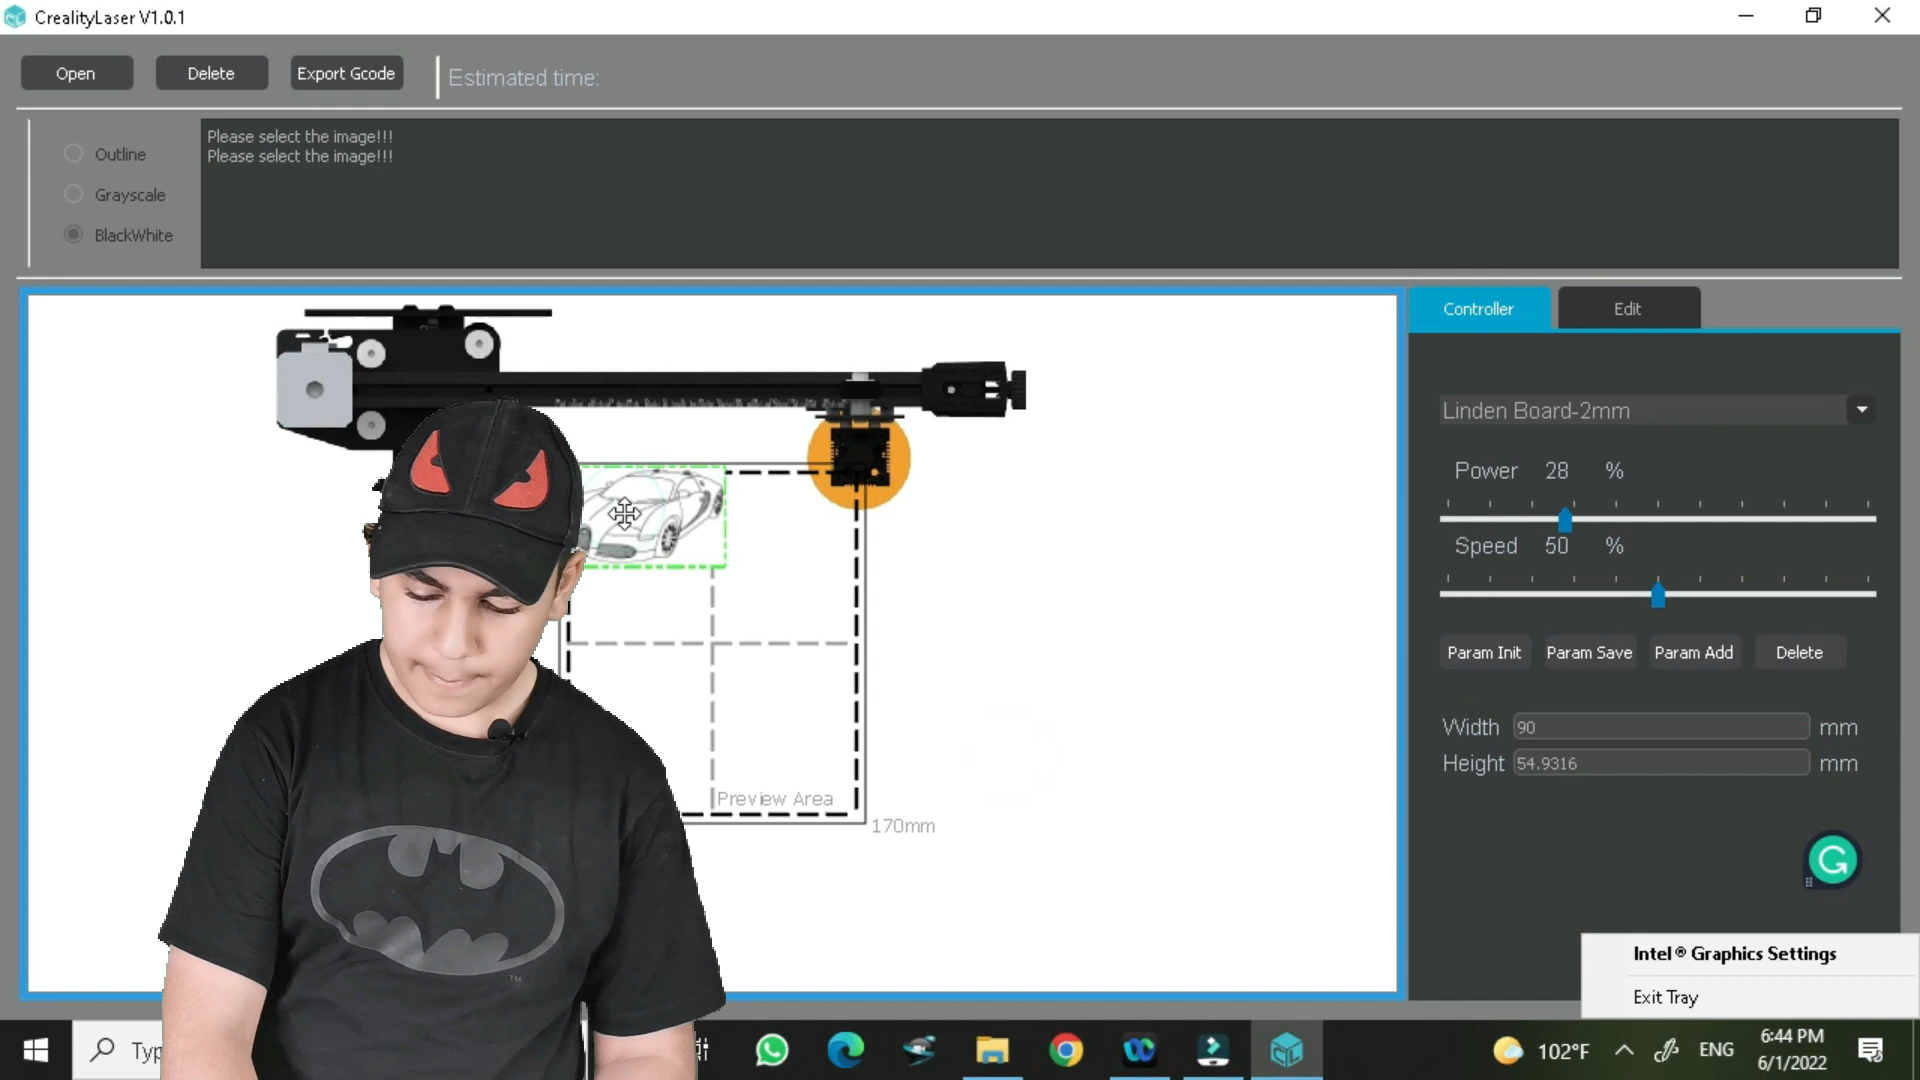 CrealityLaser V1.0.1
Open
Delete
Export Gcode
Estimated time:
Outline
Grayscale
BlackWhite
Please select the image!!!
Please select the image!!!
Controller
Edit
Linden Board-2mm
Power 28 %
Speed 50 %
Param Init
Param Save
Param Add
Delete
Width 90 mm
Height 54.9316 mm
Preview Area
170mm
TM
Intel® Graphics Settings
Exit Tray
Typ
102°F
ENG
6:44 PM
6/1/2022